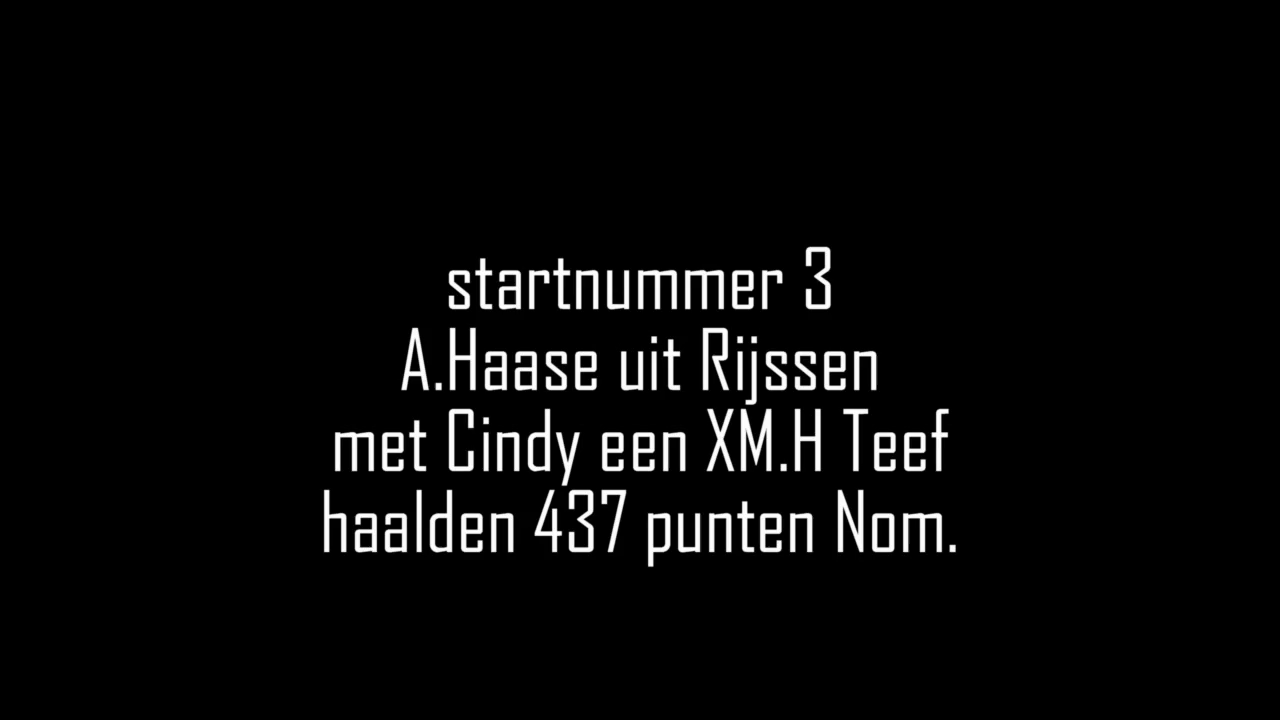 startnummer 3
A.Haase uit Rijssen
met Cindy een XM.H Teef
haalden 437 punten Nom.